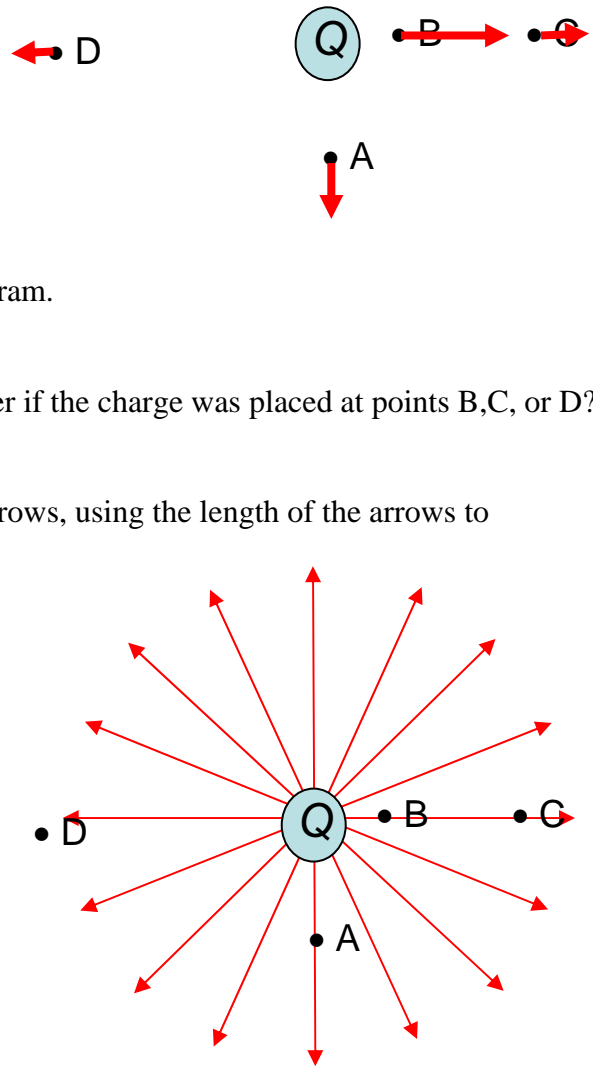 D Q B C
A
ram.
er if the charge was placed at points B,C, or D?
rows, using the length of the arrows to
D Q B C
A